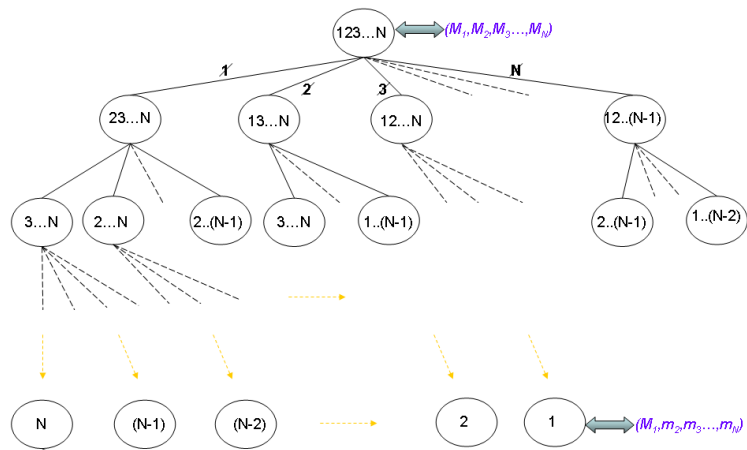 123…N
(M1,M2,M3…,MN)
1
2
3
N
23…N
13…N
12…N
12..(N-1)
3…N
2…N
2..(N-1)
3…N
1..(N-1)
2..(N-1)
1..(N-2)
N
(N-1)
(N-2)
2
1
(M1,m2,m3…,mN)